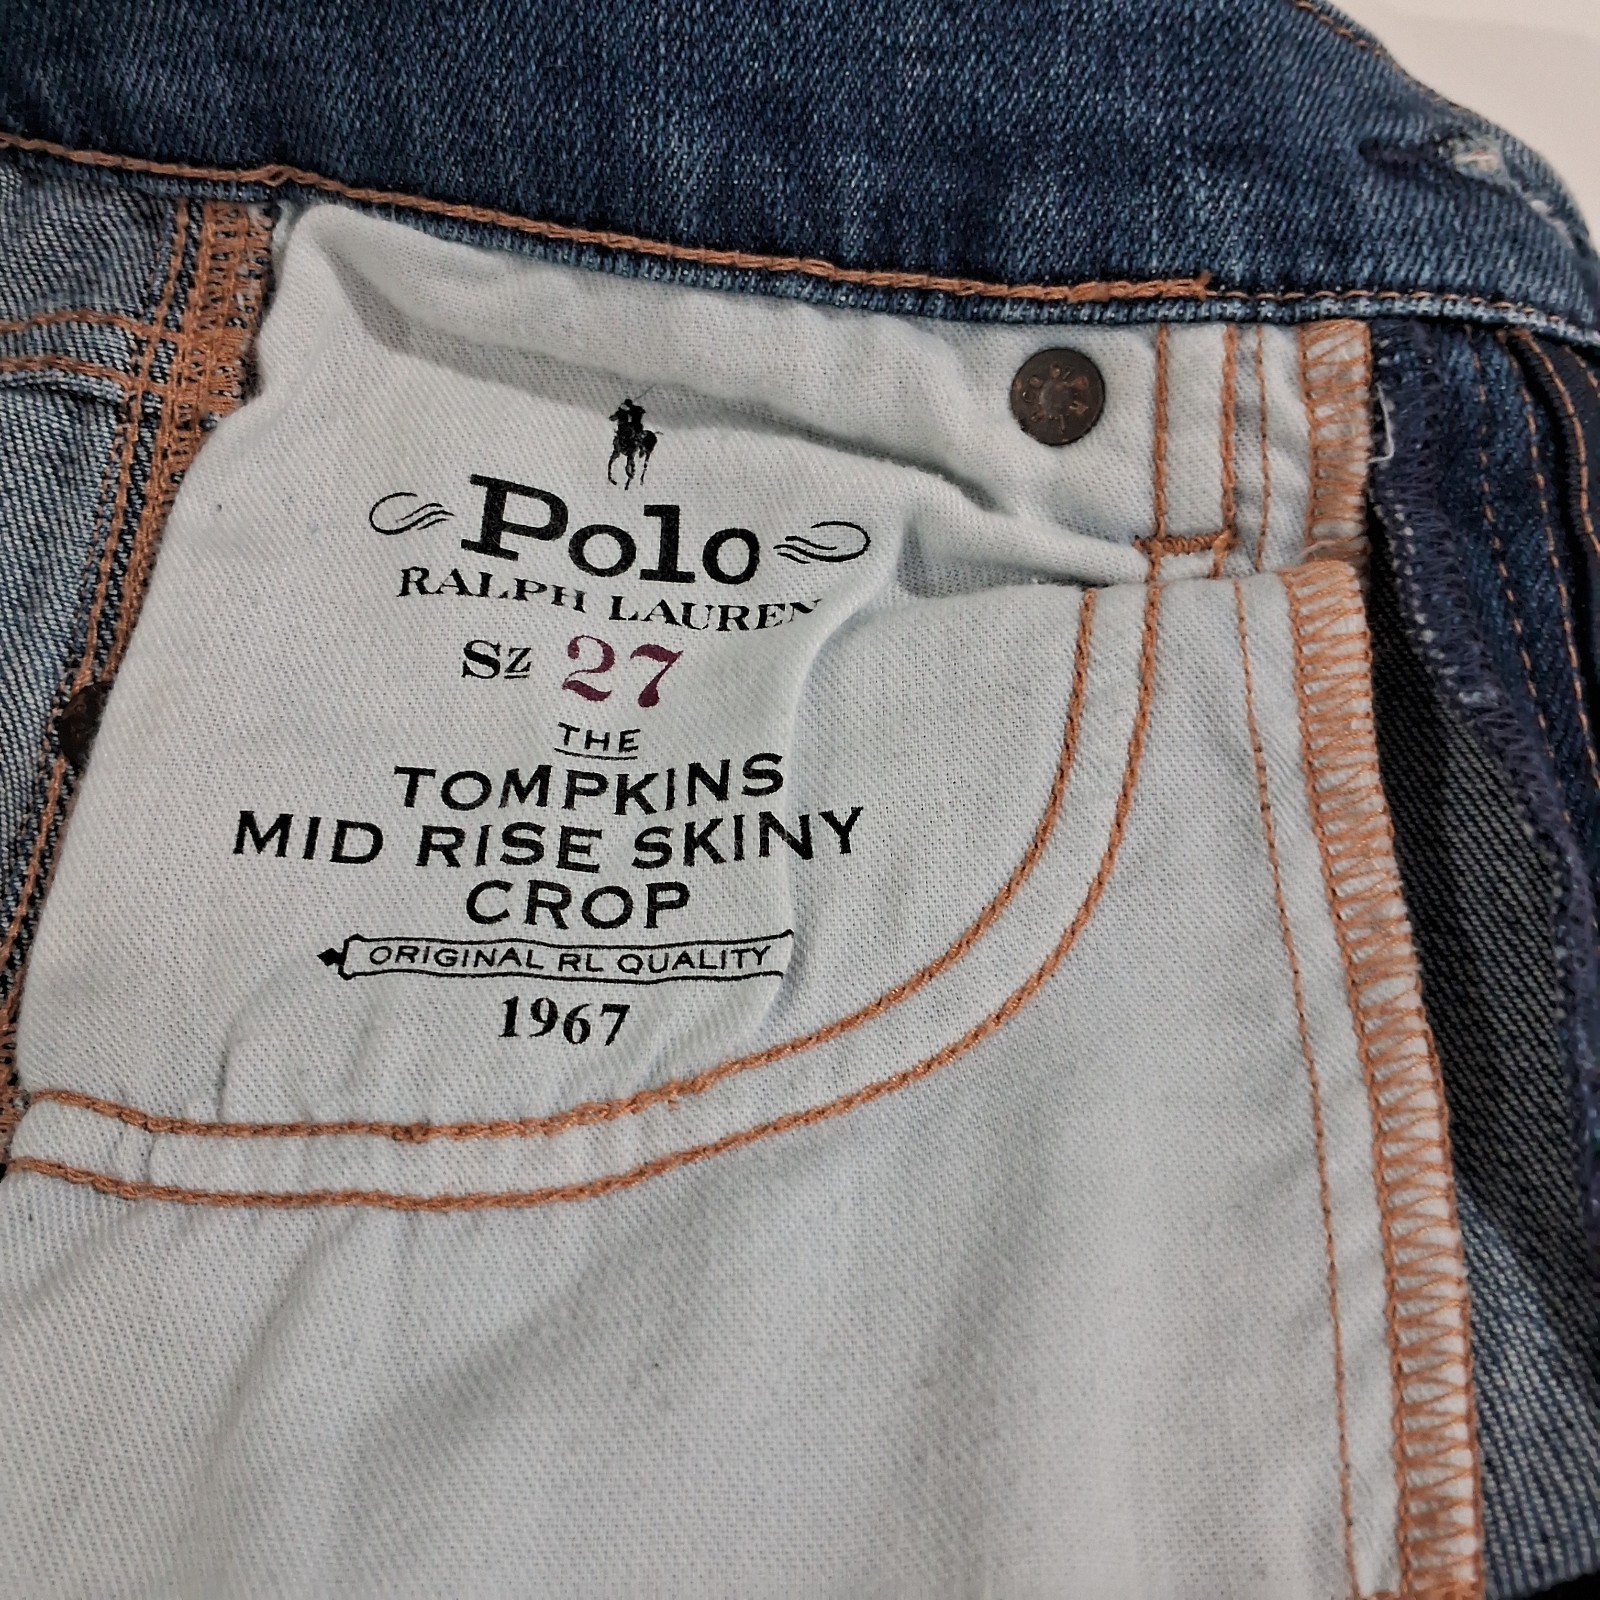 Polo
RALPH LAUREN
Sz 27
THE
TOMPKINS
MID RISE SKINY
CROP
ORIGINAL RL QUALITY
1967